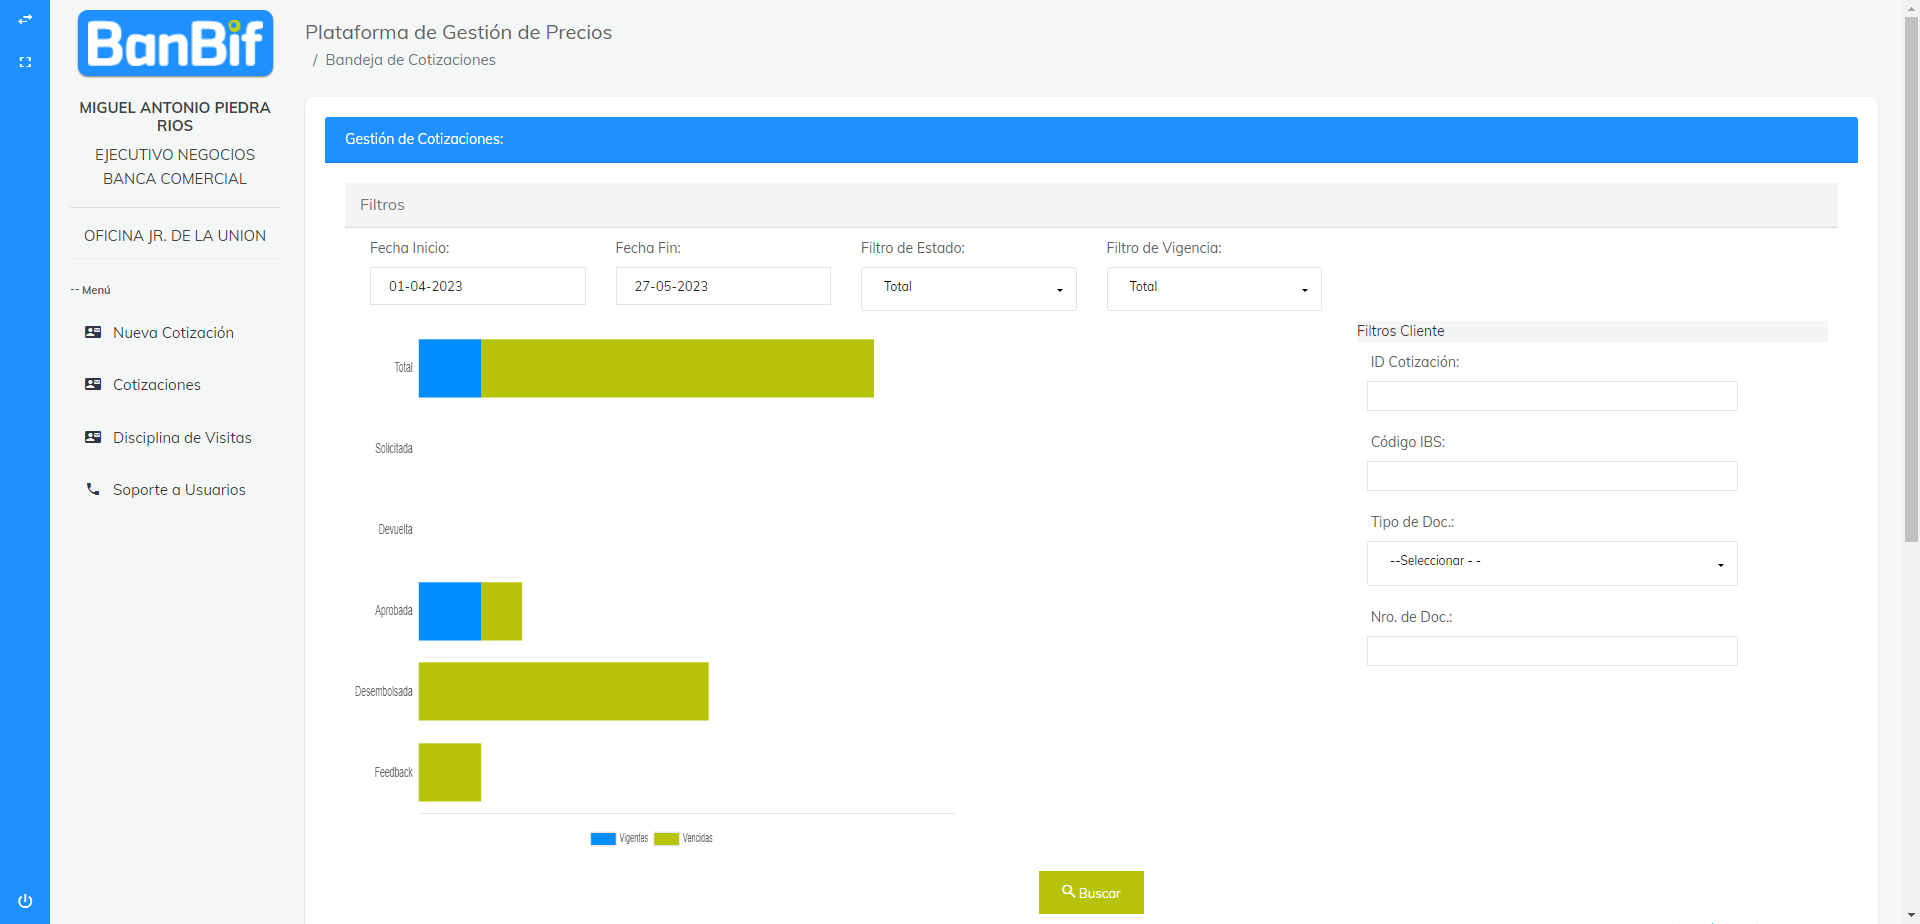 BanBif
MIGUEL ANTONIO PIEDRA
RIOS
EJECUTIVO NEGOCIOS
BANCA COMERCIAL
OFICINA JR. DE LA UNION
-- Menú
Nueva Cotización
Cotizaciones
Disciplina de Visitas
Soporte a Usuarios
Plataforma de Gestión de Precios
/ Bandeja de Cotizaciones
Gestión de Cotizaciones:
Filtros
Fecha Inicio: Fecha Fin: Filtro de Estado: Filtro de Vigencia:
01-04-2023 27-05-2023 Total Total
Total
Solicitada
Devuelta
Aprobada
Desembolsada
Feedback
Vigentes Vencidas
Filtros Cliente
ID Cotización:
Código IBS:
Tipo de Doc.:
--Seleccionar - -
Nro. de Doc.:
Buscar